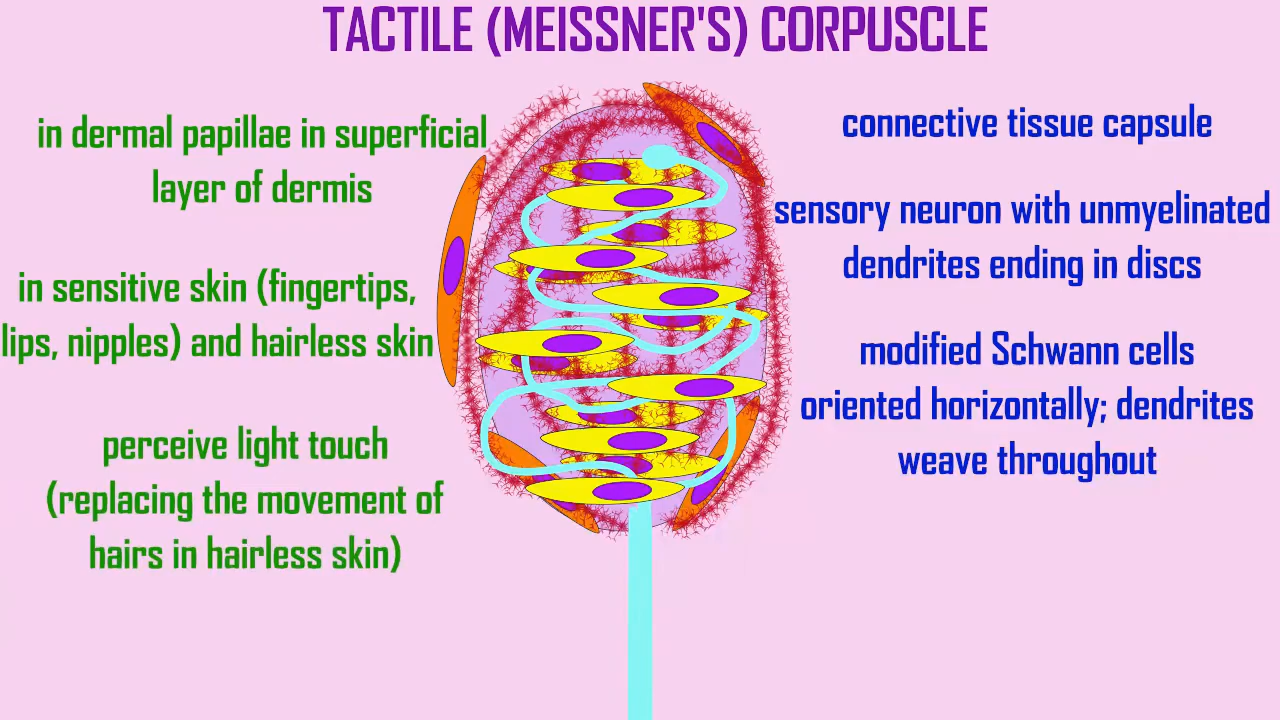 TACTILE (MEISSNER'S) CORPUSCLE
in dermal papillae in superficial
layer of dermis
in sensitive skin (fingertips,
lips, nipples) and hairless skin
perceive light touch
(replacing the movement of
hairs in hairless skin)
connective tissue capsule
sensory neuron with unmyelinated
dendrites ending in discs
modified Schwann cells
oriented horizontally; dendrites
weave throughout